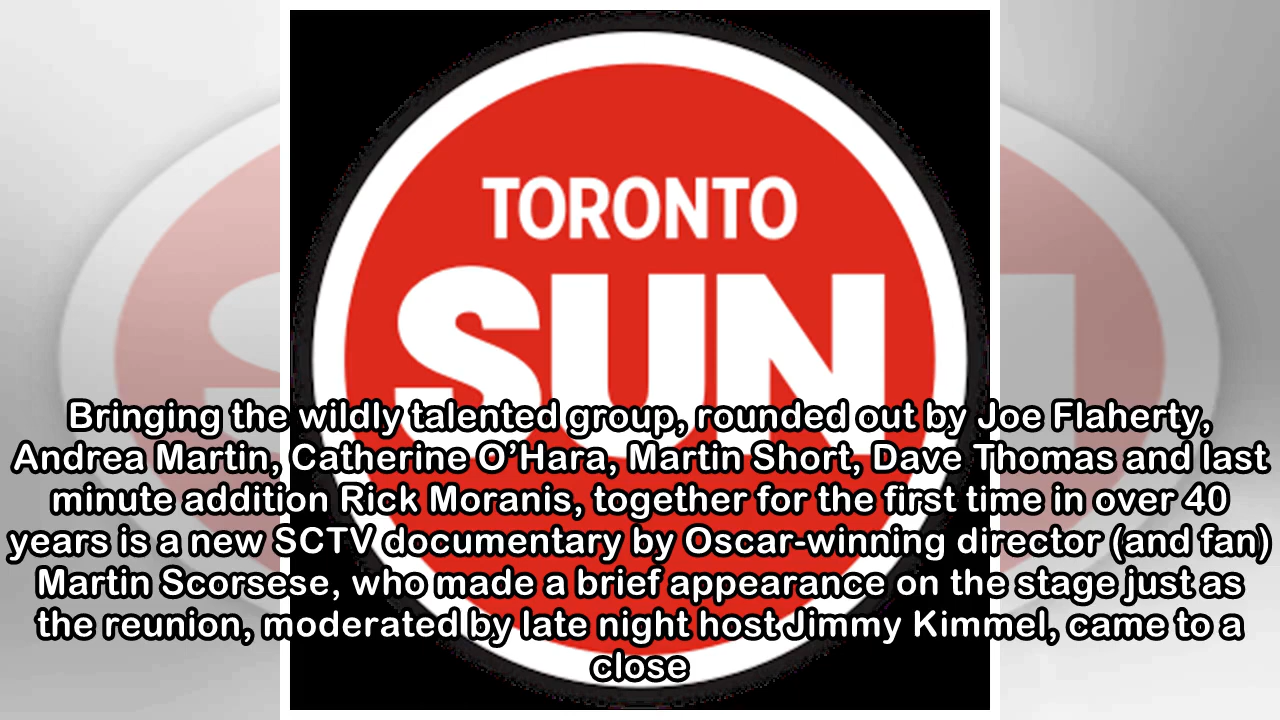 TORONTO
SUN
Bringing the wildly talented group, rounded out by Joe Flaherty,
Andrea Martin, Catherine O’Hara, Martin Short, Dave Thomas and last
minute addition Rick Moranis, together for the first time in over 40
years is a new SCTV documentary by Oscar-winning director (and fan)
Martin Scorsese, who made a brief appearance on the stage just as
the reunion, moderated by late night host Jimmy Kimmel, came to a
close